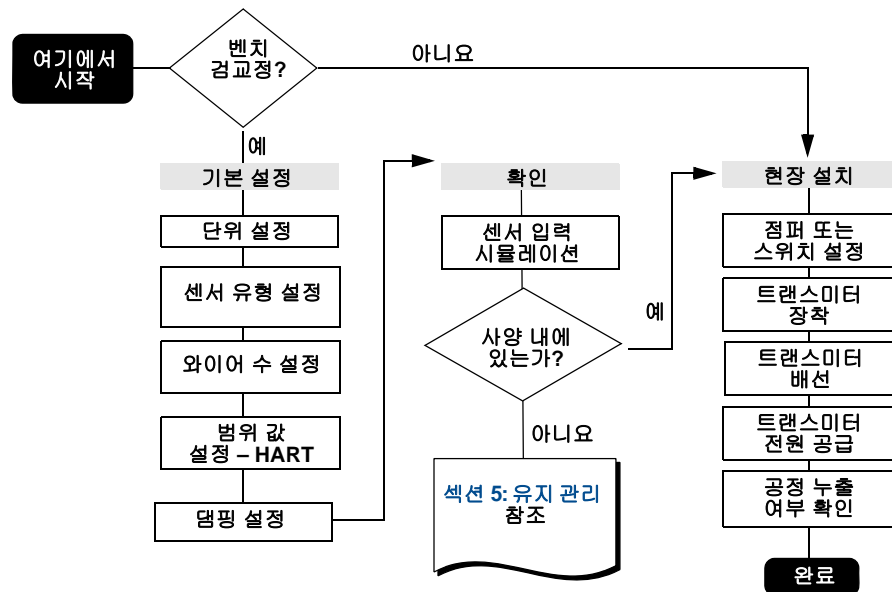 여기에서
시작
벤치
검교정?
아니요
예
기본 설정
단위 설정
센서 유형 설정
와이어 수 설정
범위 값
설정 – HART
댐핑 설정
확인
센서 입력
시뮬레이션
사양 내에
있는가?
예
아니요
섹션 5: 유지 관리
참조
현장 설치
점퍼 또는
스위치 설정
트랜스미터
장착
트랜스미터
배선
트랜스미터
전원 공급
공정 누출
여부 확인
완료